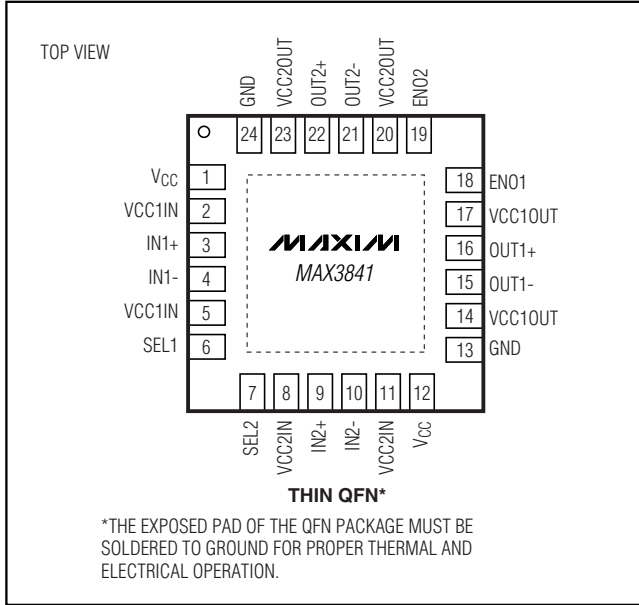 TOP VIEW
GND
VCC2OUT
OUT2+
OUT2-
VCC2OUT
ENO2
24 23 22 21 20 19
VCC 1
VCC1IN 2
IN1+ 3
IN1- 4
VCC1IN 5
SEL1 6
MAXIM
MAX3841
18 ENO1
17 VCC1OUT
16 OUT1+
15 OUT1-
14 VCC1OUT
13 GND
7 8 9 10 11 12
SEL2
VCC2IN
IN2+
IN2-
VCC2IN
VCC
THIN QFN*
*THE EXPOSED PAD OF THE QFN PACKAGE MUST BE
SOLDERED TO GROUND FOR PROPER THERMAL AND
ELECTRICAL OPERATION.